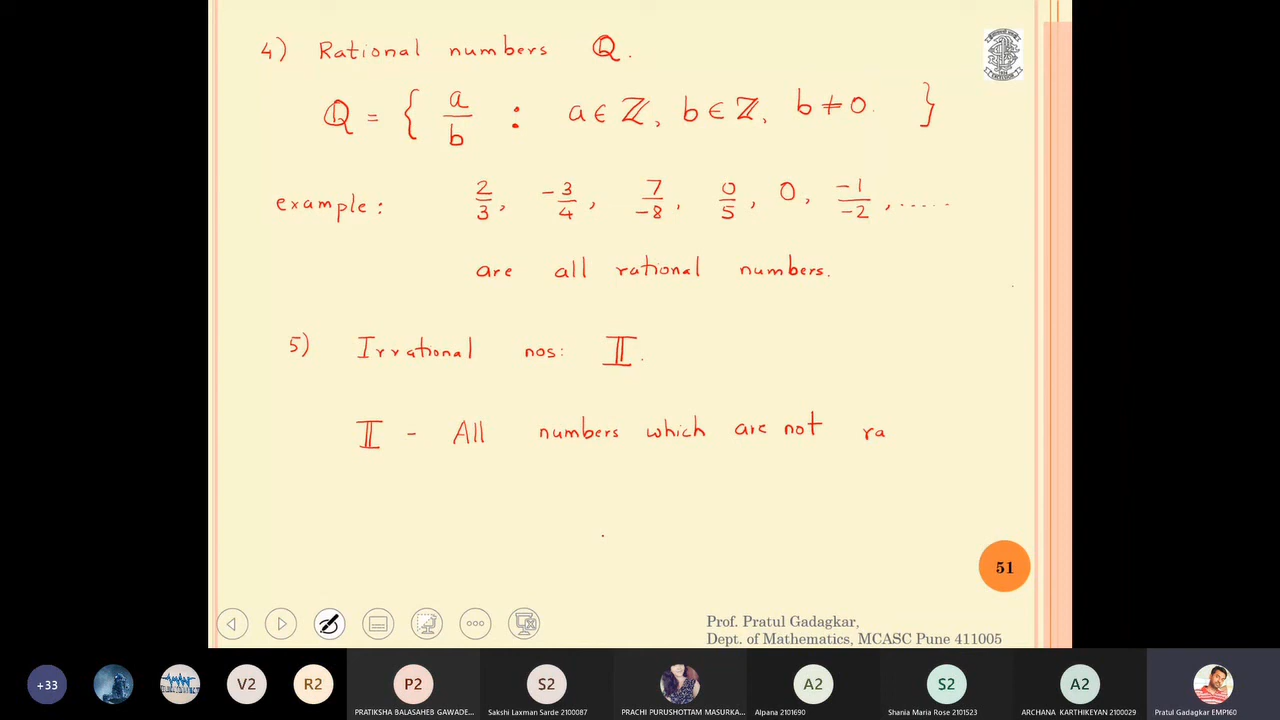 4) Rational numbers ℚ.
ℚ = { a/b : a ∈ ℤ, b ∈ ℤ, b ≠ 0. }
example: 2/3, -3/4, 7/-8, 0/5, 0, -1/-2, .....
are all rational numbers.
5) Irrational nos: 𝕀.
𝕀 - All numbers which are not ra
51
Prof. Pratul Gadagkar,
Dept. of Mathematics, MCASC Pune 411005
+33 V2 R2 P2 S2 A2 S2 A2
PRATIKSHA BALASAHEB GAWADE... Sakshi Laxman Sarde 2100087 PRACHI PURUSHOTTAM MASURKA... Alpana 2101690 Shania Maria Rose 2101523 ARCHANA KARTHIKEYAN 2100029 Pratul Gadagkar EMP160